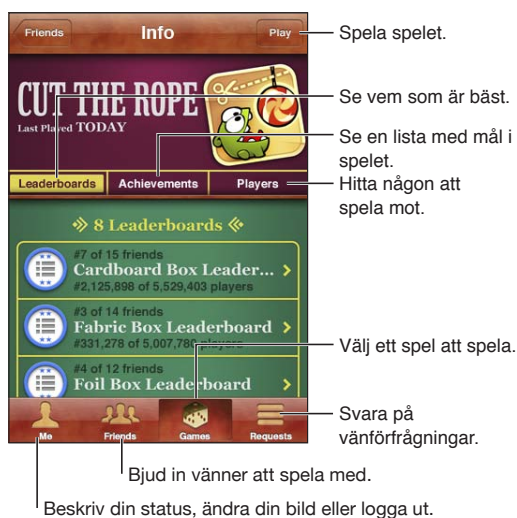 Friends
Info
Play
Spela spelet.
CUT THE ROPE
Last Played TODAY
Se vem som är bäst.
Se en lista med mål i
spelet.
Leaderboards
Achievements
Players
Hitta någon att
spela mot.
8 Leaderboards
#7 of 15 friends
Cardboard Box Leader...
#2,125,898 of 5,529,403 players
#3 of 14 friends
Fabric Box Leaderboard
#331,278 of 5,007,780 players
#4 of 12 friends
Foil Box Leaderboard
Välj ett spel att spela.
Me
Friends
Games
Requests
Svara på
vänförfrågningar.
Bjud in vänner att spela med.
Beskriv din status, ändra din bild eller logga ut.